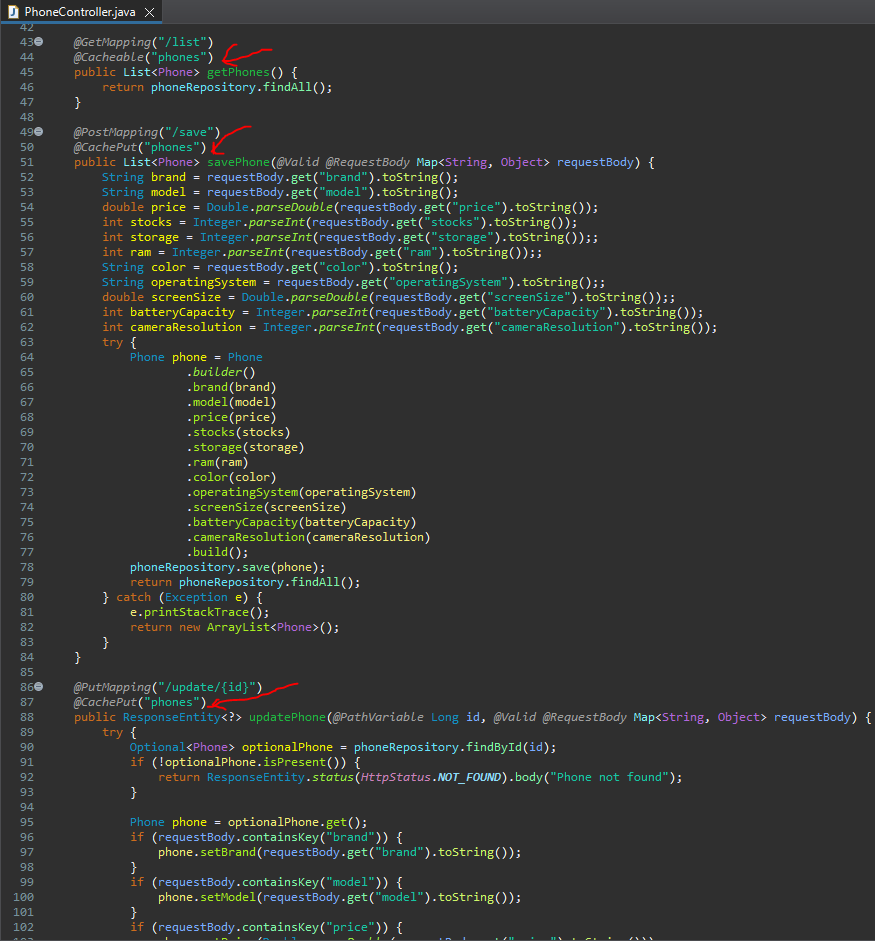 PhoneController.java
42
43 @GetMapping("/list")
44 @Cacheable("phones")
45 public List<Phone> getPhones() {
46 return phoneRepository.findAll();
47 }
48
49 @PostMapping("/save")
50 @CachePut("phones")
51 public List<Phone> savePhone(@Valid @RequestBody Map<String, Object> requestBody) {
52 String brand = requestBody.get("brand").toString();
53 String model = requestBody.get("model").toString();
54 double price = Double.parseDouble(requestBody.get("price").toString());
55 int stocks = Integer.parseInt(requestBody.get("stocks").toString());
56 int storage = Integer.parseInt(requestBody.get("storage").toString());;
57 int ram = Integer.parseInt(requestBody.get("ram").toString());;
58 String color = requestBody.get("color").toString();
59 String operatingSystem = requestBody.get("operatingSystem").toString();;
60 double screenSize = Double.parseDouble(requestBody.get("screenSize").toString());;
61 int batteryCapacity = Integer.parseInt(requestBody.get("batteryCapacity").toString());
62 int cameraResolution = Integer.parseInt(requestBody.get("cameraResolution").toString());
63 try {
64 Phone phone = Phone
65 .builder()
66 .brand(brand)
67 .model(model)
68 .price(price)
69 .stocks(stocks)
70 .storage(storage)
71 .ram(ram)
72 .color(color)
73 .operatingSystem(operatingSystem)
74 .screenSize(screenSize)
75 .batteryCapacity(batteryCapacity)
76 .cameraResolution(cameraResolution)
77 .build();
78 phoneRepository.save(phone);
79 return phoneRepository.findAll();
80 } catch (Exception e) {
81 e.printStackTrace();
82 return new ArrayList<Phone>();
83 }
84 }
85
86 @PutMapping("/update/{id}")
87 @CachePut("phones")
88 public ResponseEntity<?> updatePhone(@PathVariable Long id, @Valid @RequestBody Map<String, Object> requestBody) {
89 try {
90 Optional<Phone> optionalPhone = phoneRepository.findById(id);
91 if (!optionalPhone.isPresent()) {
92 return ResponseEntity.status(HttpStatus.NOT_FOUND).body("Phone not found");
93 }
94
95 Phone phone = optionalPhone.get();
96 if (requestBody.containsKey("brand")) {
97 phone.setBrand(requestBody.get("brand").toString());
98 }
99 if (requestBody.containsKey("model")) {
100 phone.setModel(requestBody.get("model").toString());
101 }
102 if (requestBody.containsKey("price")) {